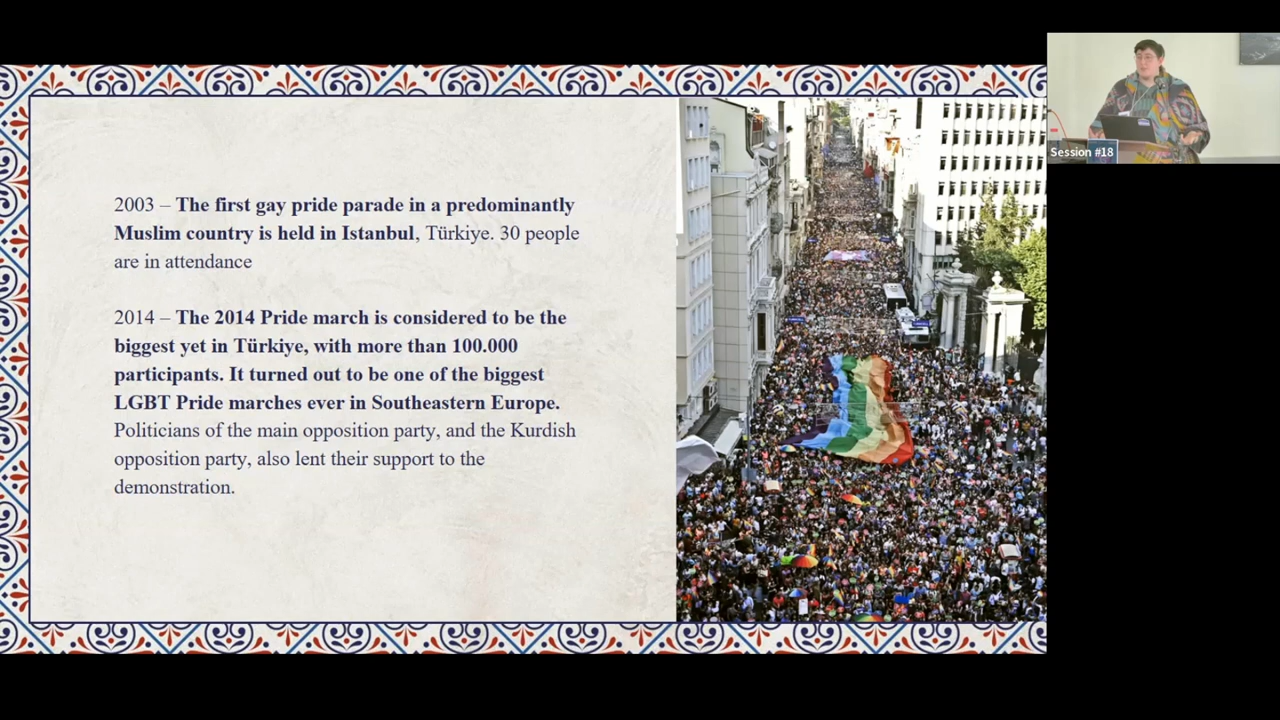 2003 – The first gay pride parade in a predominantly
Muslim country is held in Istanbul, Türkiye. 30 people
are in attendance
2014 – The 2014 Pride march is considered to be the
biggest yet in Türkiye, with more than 100.000
participants. It turned out to be one of the biggest
LGBT Pride marches ever in Southeastern Europe.
Politicians of the main opposition party, and the Kurdish
opposition party, also lent their support to the
demonstration.
Session #18